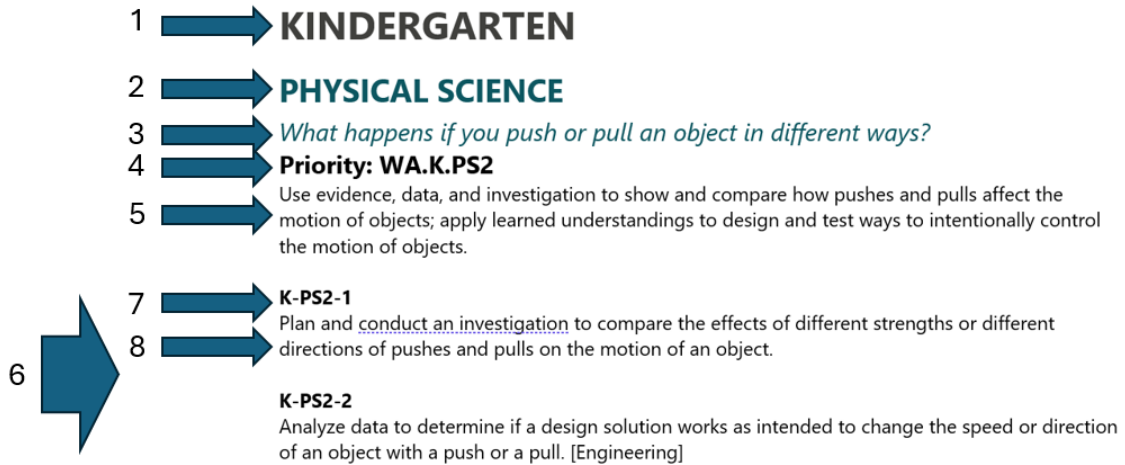 1 KINDERGARTEN
2 PHYSICAL SCIENCE
3 What happens if you push or pull an object in different ways?
4 Priority: WA.K.PS2
Use evidence, data, and investigation to show and compare how pushes and pulls affect the
5 motion of objects; apply learned understandings to design and test ways to intentionally control
the motion of objects.
7 K-PS2-1
Plan and conduct an investigation to compare the effects of different strengths or different
8 directions of pushes and pulls on the motion of an object.
6
K-PS2-2
Analyze data to determine if a design solution works as intended to change the speed or direction
of an object with a push or a pull. [Engineering]